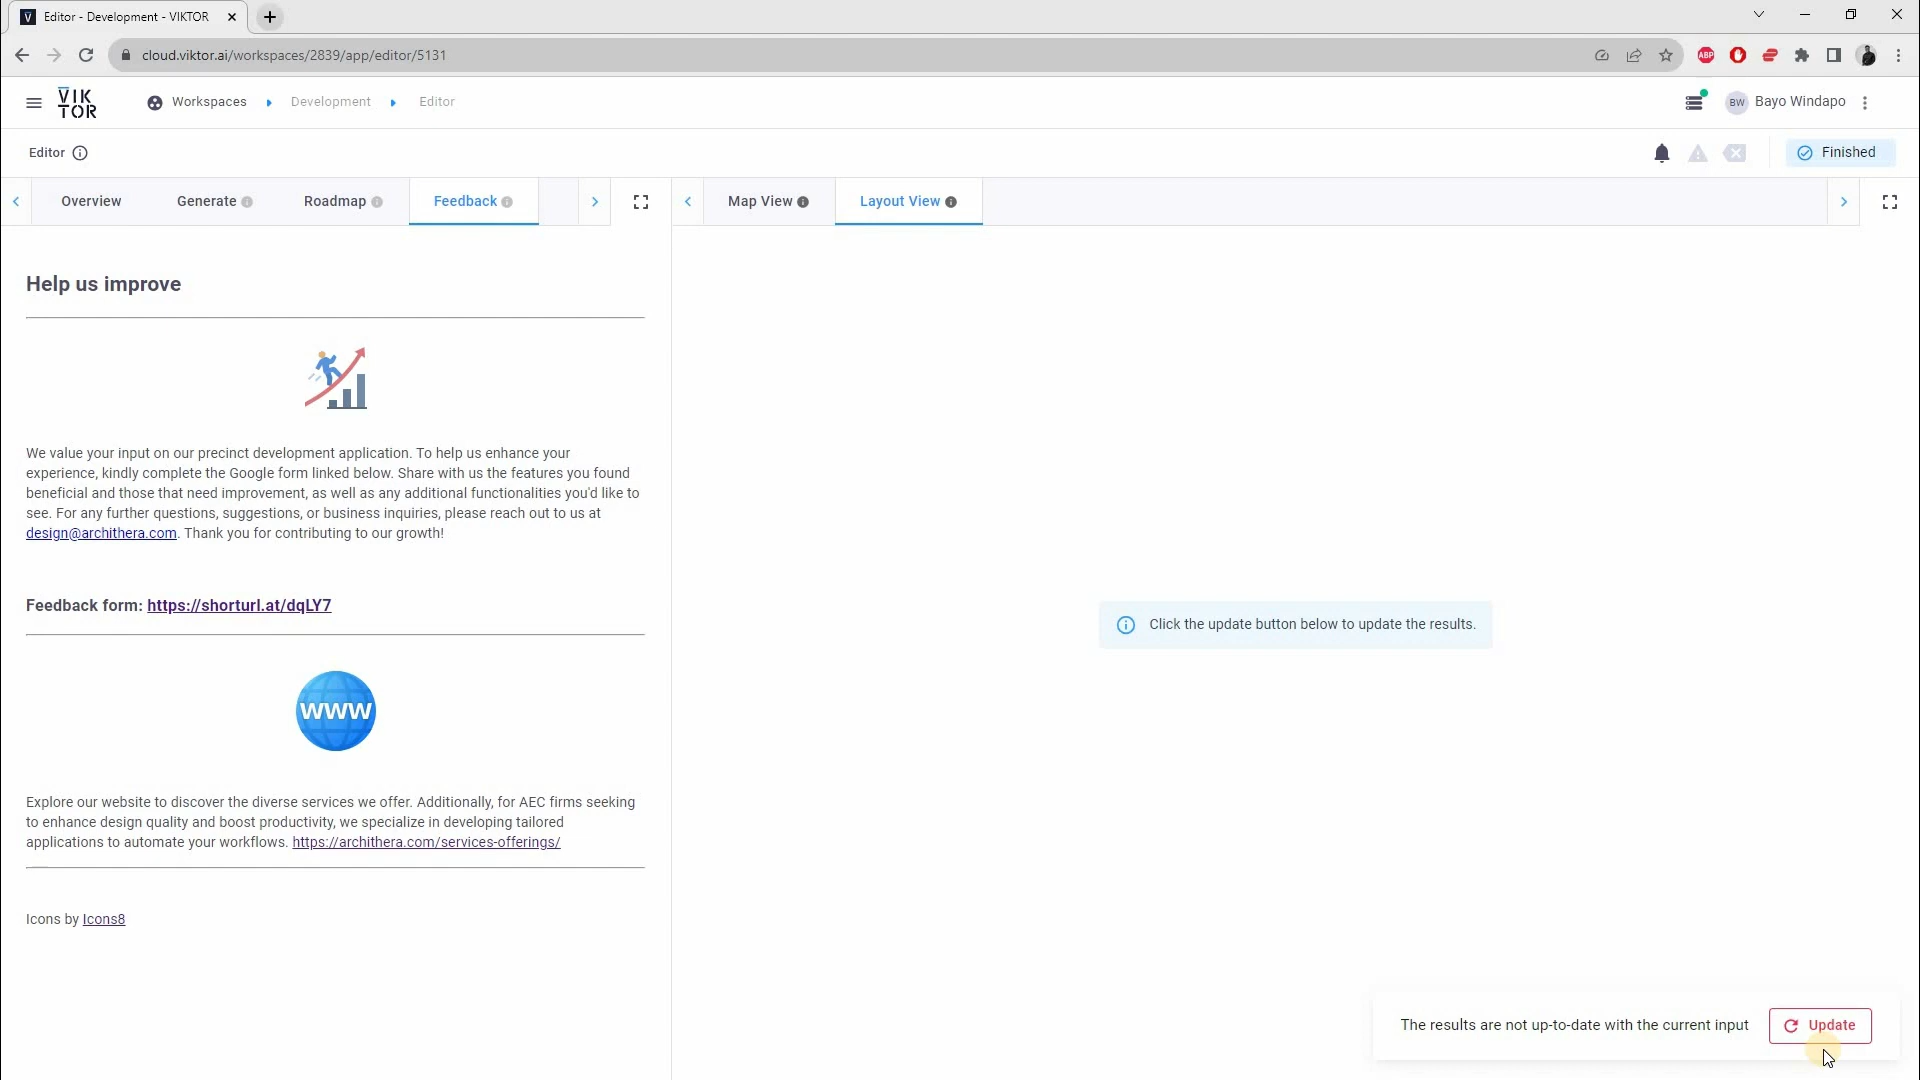 Editor - Development - VIKTOR
cloud.viktor.ai/workspaces/2839/app/editor/5131
ABP
VIK
TOR
Workspaces
Development
Editor
BW
Bayo Windapo
Editor
Finished
Overview
Generate
Roadmap
Feedback
Map View
Layout View
Help us improve
We value your input on our precinct development application. To help us enhance your
experience, kindly complete the Google form linked below. Share with us the features you found
beneficial and those that need improvement, as well as any additional functionalities you'd like to
see. For any further questions, suggestions, or business inquiries, please reach out to us at
design@archithera.com. Thank you for contributing to our growth!
Feedback form: https://shorturl.at/dqLY7
www
Explore our website to discover the diverse services we offer. Additionally, for AEC firms seeking
to enhance design quality and boost productivity, we specialize in developing tailored
applications to automate your workflows. https://archithera.com/services-offerings/
Icons by Icons8
Click the update button below to update the results.
The results are not up-to-date with the current input
Update